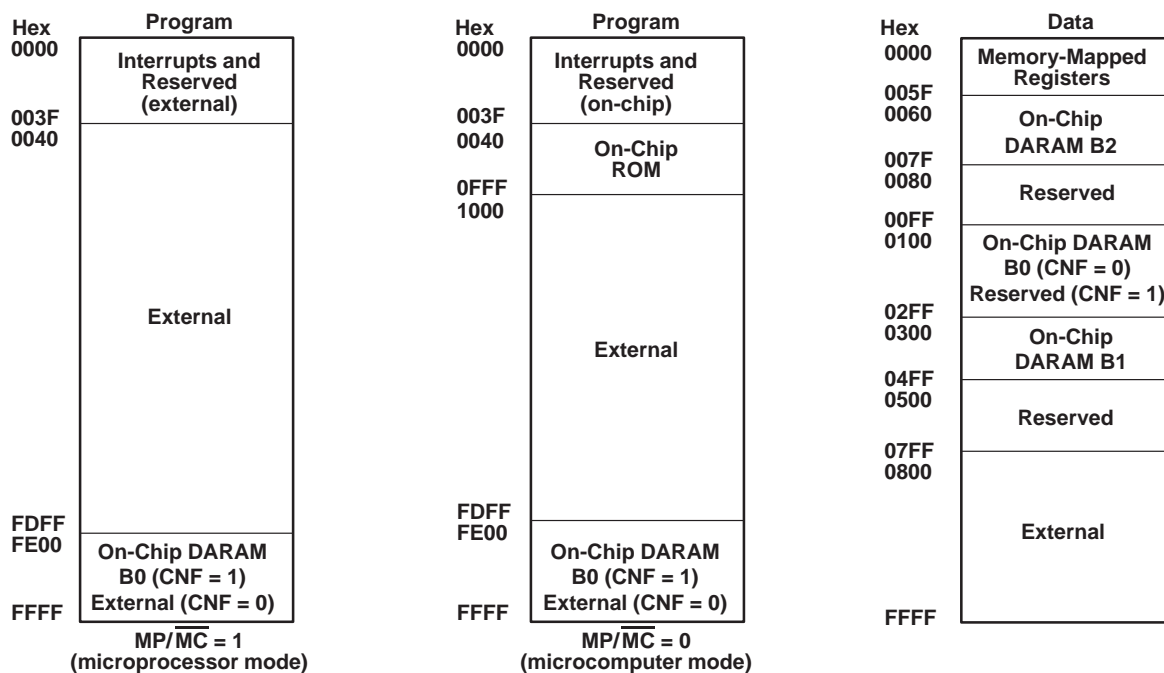 Hex
Program
0000
Interrupts and
Reserved
(external)
003F
0040
External
FDFF
FE00
On-Chip DARAM
B0 (CNF = 1)
External (CNF = 0)
FFFF
MP/M̅C̅ = 1
(microprocessor mode)
Hex
Program
0000
Interrupts and
Reserved
(on-chip)
003F
0040
On-Chip
ROM
0FFF
1000
External
FDFF
FE00
On-Chip DARAM
B0 (CNF = 1)
External (CNF = 0)
FFFF
MP/M̅C̅ = 0
(microcomputer mode)
Hex
Data
0000
Memory-Mapped
Registers
005F
0060
On-Chip
DARAM B2
007F
0080
Reserved
00FF
0100
On-Chip DARAM
B0 (CNF = 0)
Reserved (CNF = 1)
02FF
0300
On-Chip
DARAM B1
04FF
0500
Reserved
07FF
0800
External
FFFF